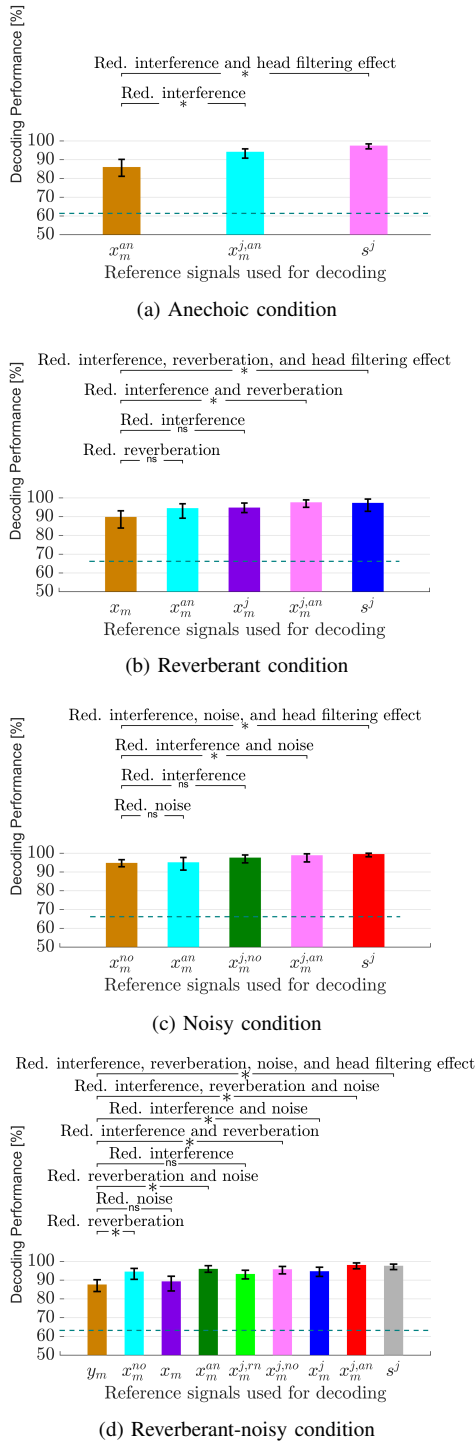 Red. interference and head filtering effect
*
Red. interference
*
Decoding Performance [%]
100
90
80
70
60
50
x_m^{an} x_m^{j,an} s^j
Reference signals used for decoding
(a) Anechoic condition
Red. interference, reverberation, and head filtering effect
*
Red. interference and reverberation
*
Red. interference
ns
Red. reverberation
ns
Decoding Performance [%]
100
90
80
70
60
50
x_m x_m^{an} x_m^j x_m^{j,an} s^j
Reference signals used for decoding
(b) Reverberant condition
Red. interference, noise, and head filtering effect
*
Red. interference and noise
*
Red. interference
ns
Red. noise
ns
Decoding Performance [%]
100
90
80
70
60
50
x_m^{no} x_m^{an} x_m^{j,no} x_m^{j,an} s^j
Reference signals used for decoding
(c) Noisy condition
Red. interference, reverberation, noise, and head filtering effect
*
Red. interference, reverberation and noise
*
Red. interference and noise
*
Red. interference and reverberation
*
Red. interference
ns
Red. reverberation and noise
*
Red. noise
ns
Red. reverberation
*
Decoding Performance [%]
100
90
80
70
60
50
y_m x_m^{no} x_m x_m^{an} x_m^{j,rn} x_m^{j,no} x_m^j x_m^{j,an} s^j
Reference signals used for decoding
(d) Reverberant-noisy condition